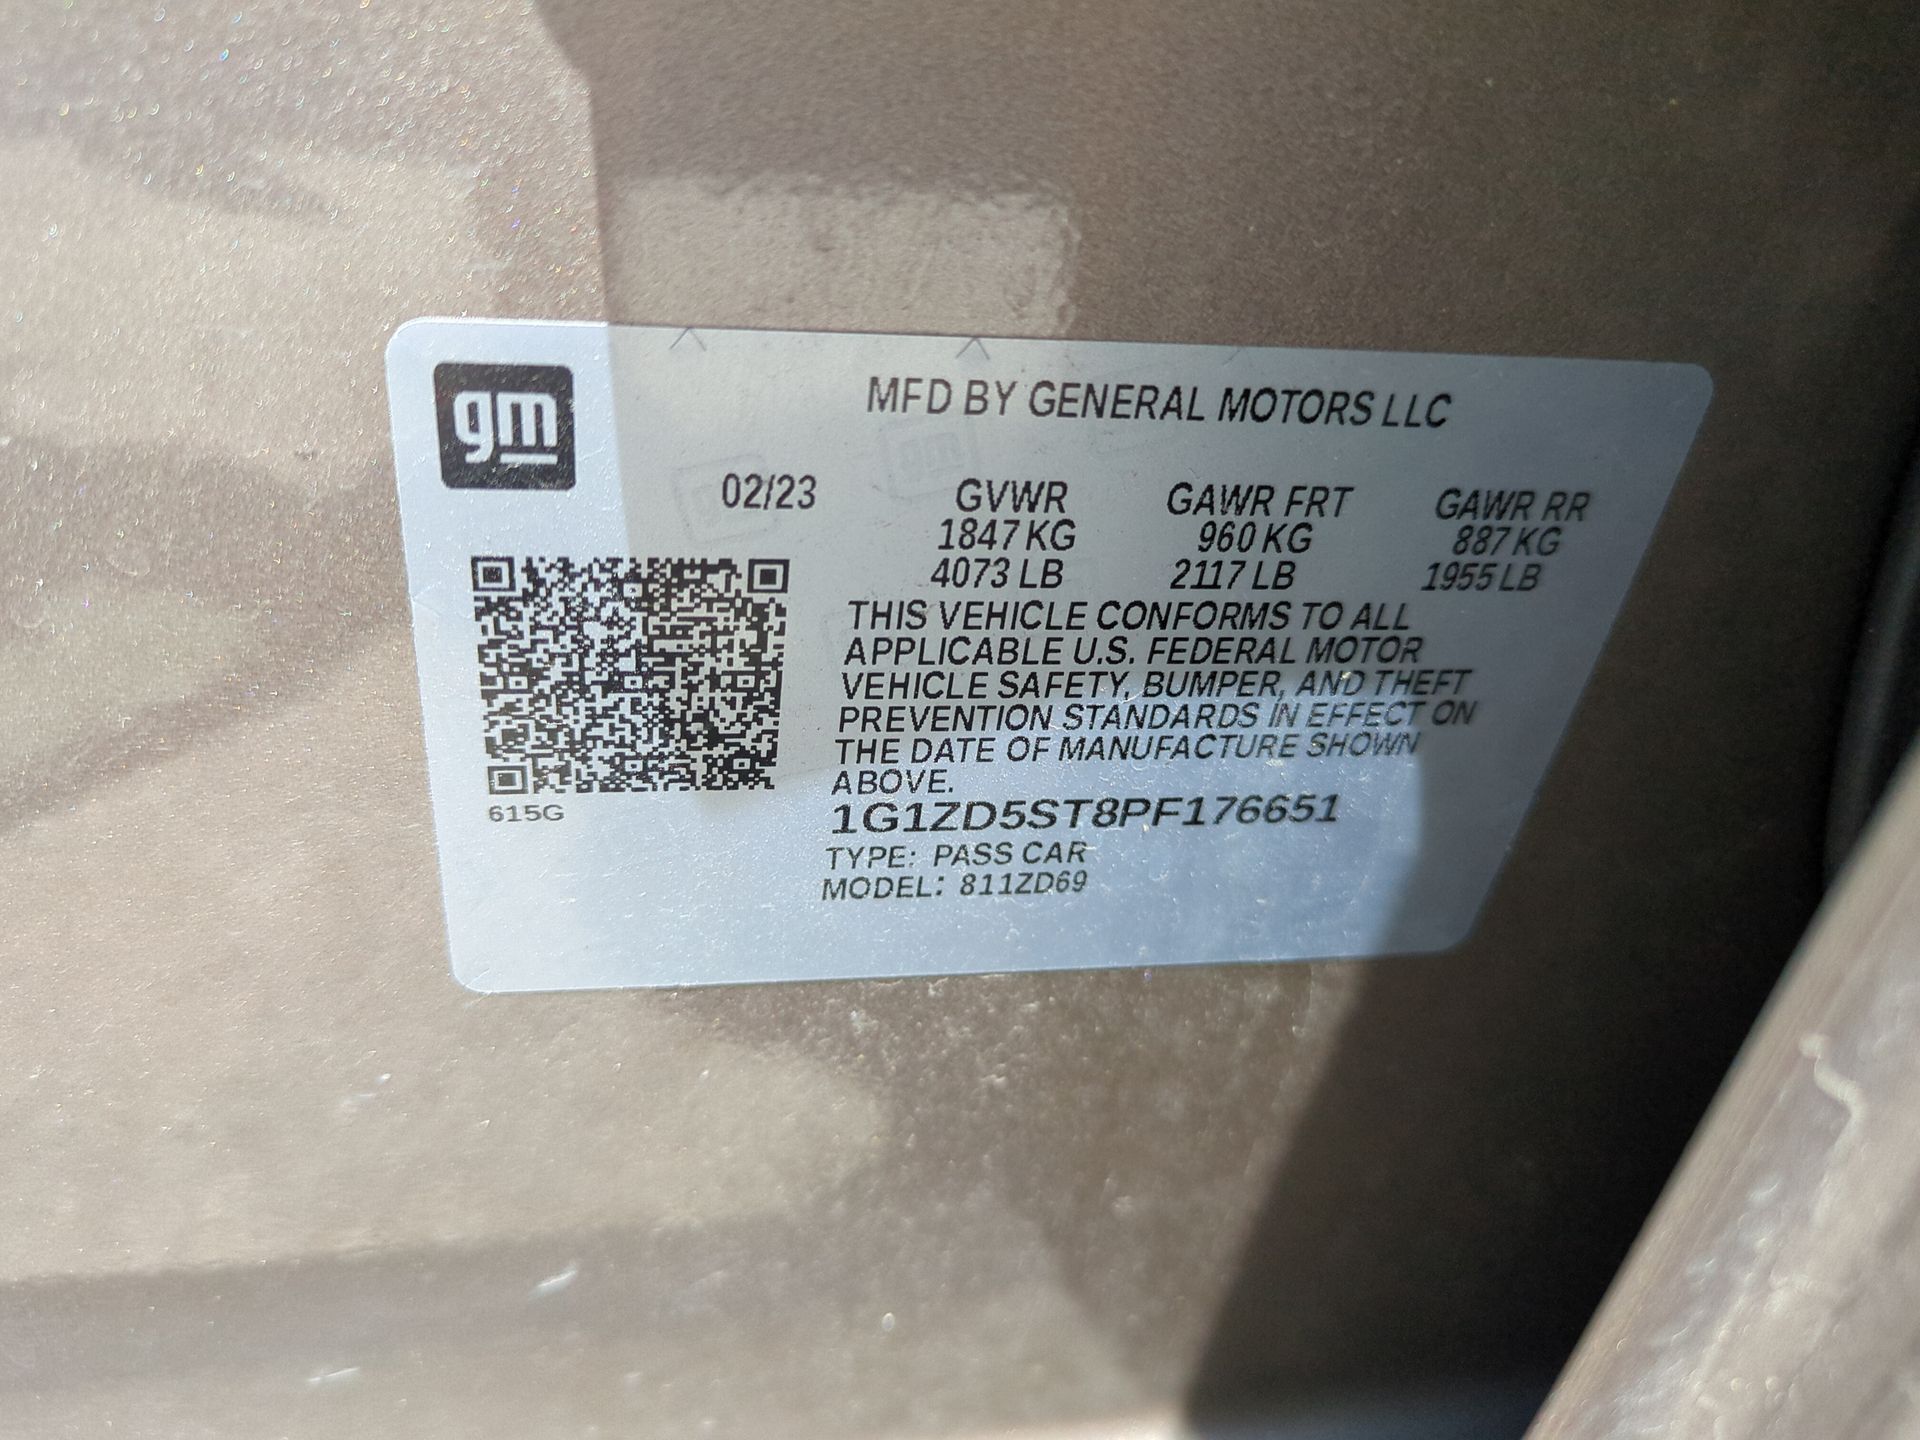 gm
MFD BY GENERAL MOTORS LLC
02/23 GVWR GAWR FRT GAWR RR
1847 KG 960 KG 887 KG
4073 LB 2117 LB 1955 LB
THIS VEHICLE CONFORMS TO ALL
APPLICABLE U.S. FEDERAL MOTOR
VEHICLE SAFETY, BUMPER, AND THEFT
PREVENTION STANDARDS IN EFFECT ON
THE DATE OF MANUFACTURE SHOWN
ABOVE.
615G
1G1ZD5ST8PF176651
TYPE: PASS CAR
MODEL: 811ZD69